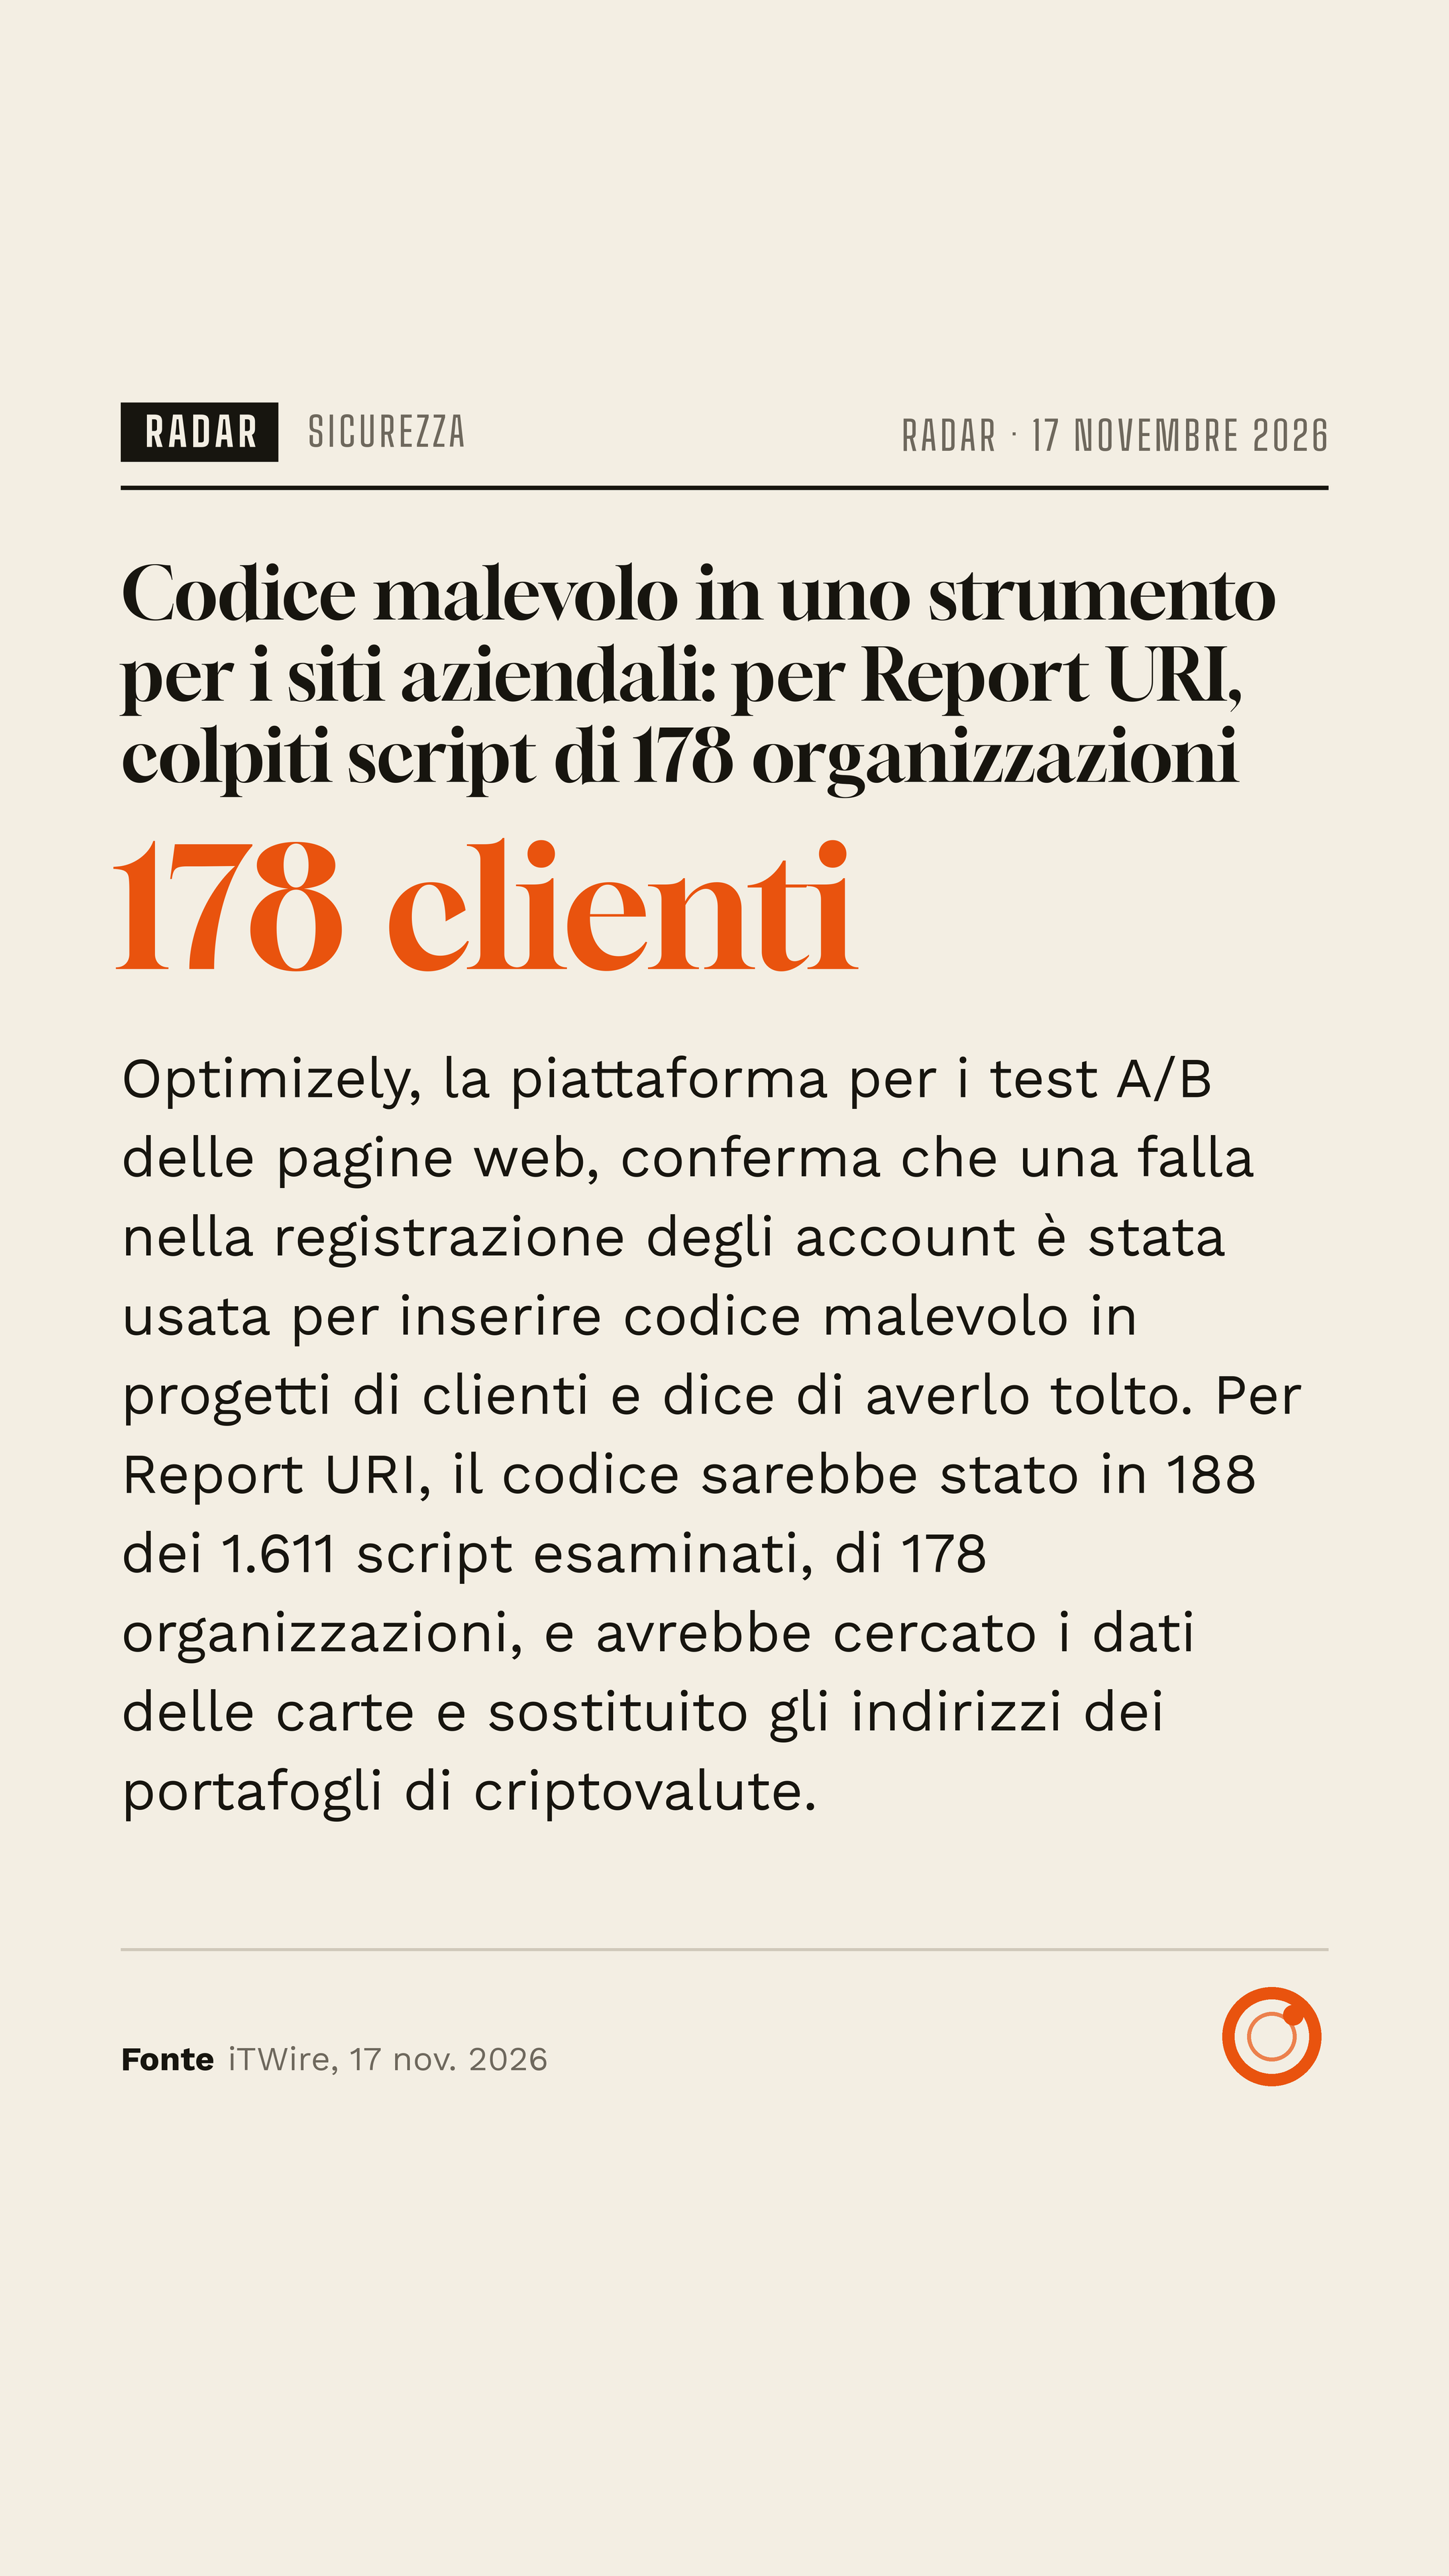 RADAR SICUREZZA RADAR · 17 NOVEMBRE 2026
Codice malevolo in uno strumento
per i siti aziendali: per Report URI,
colpiti script di 178 organizzazioni
178 clienti
Optimizely, la piattaforma per i test A/B
delle pagine web, conferma che una falla
nella registrazione degli account è stata
usata per inserire codice malevolo in
progetti di clienti e dice di averlo tolto. Per
Report URI, il codice sarebbe stato in 188
dei 1.611 script esaminati, di 178
organizzazioni, e avrebbe cercato i dati
delle carte e sostituito gli indirizzi dei
portafogli di criptovalute.
Fonte iTWire, 17 nov. 2026